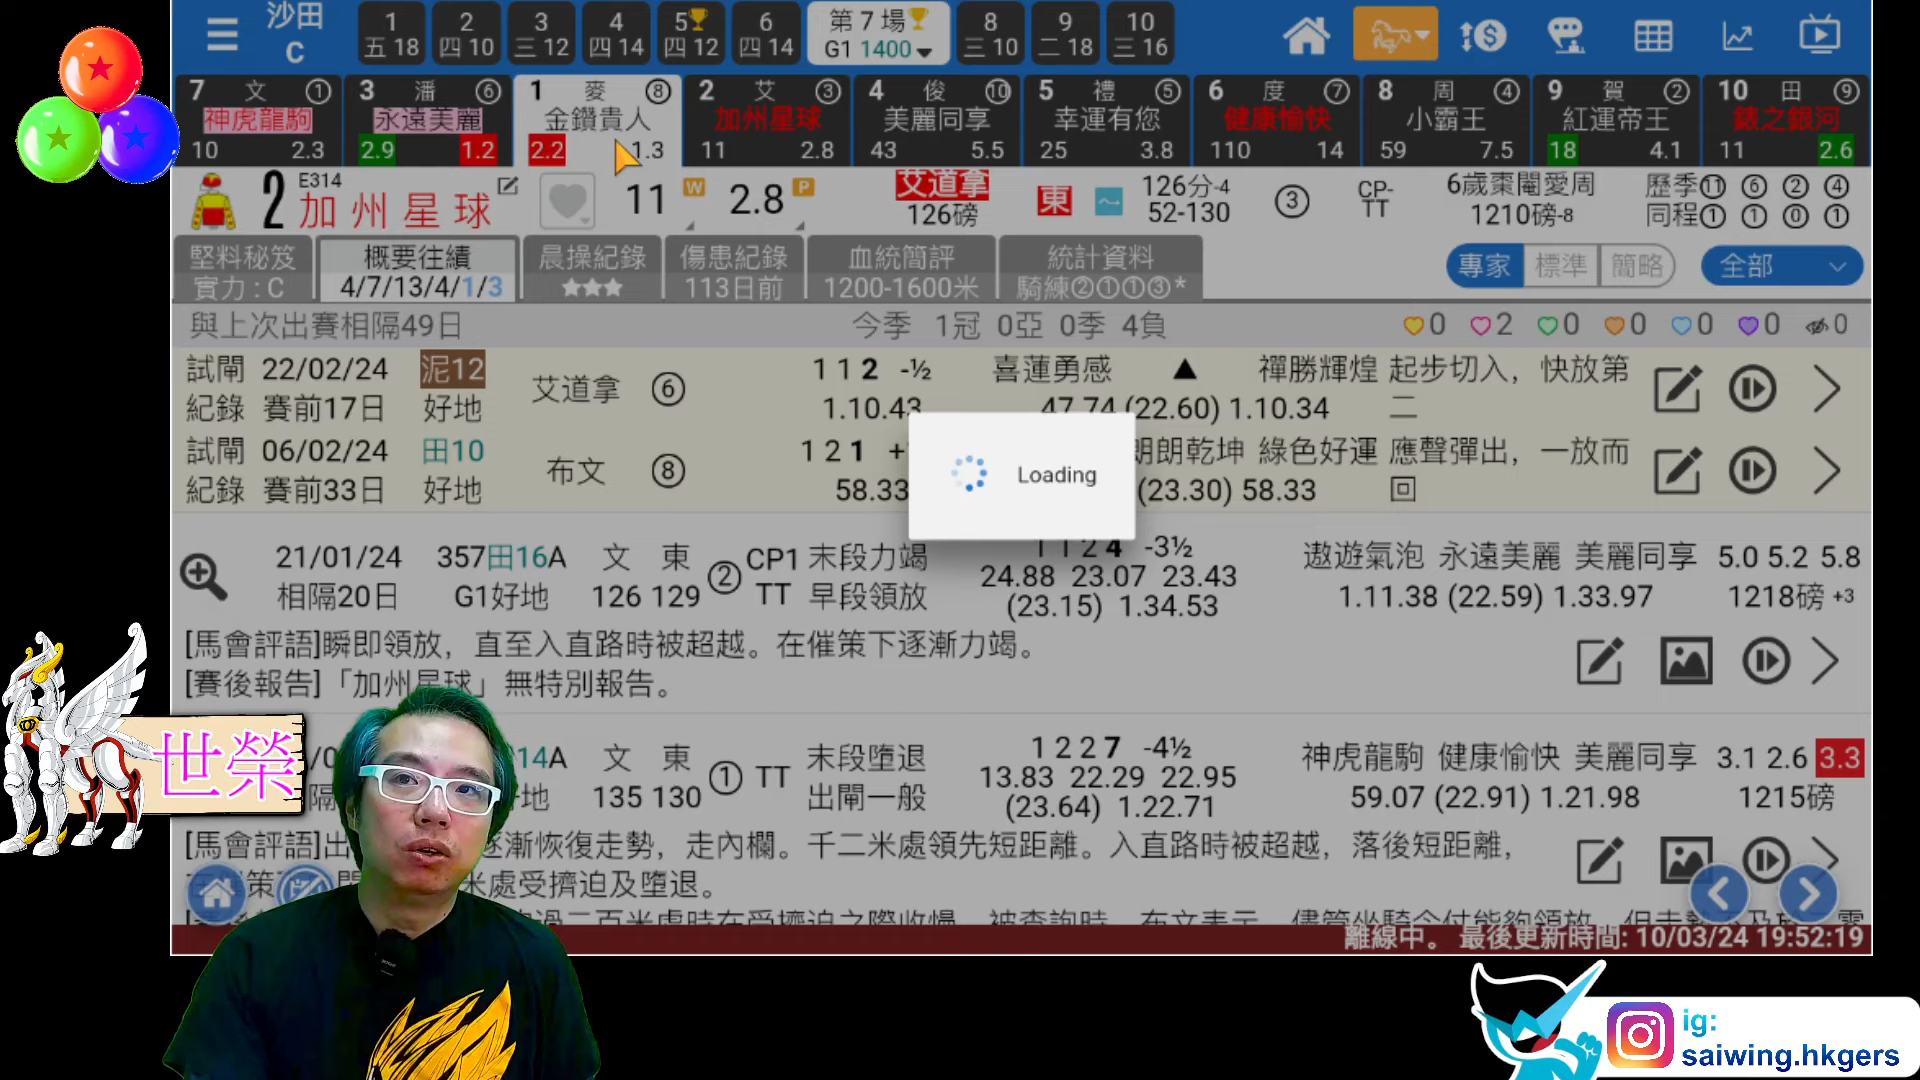 沙田 C
1 五 18
2 四 10
3 三 12
4 四 14
5 四 12
6 四 14
第 7 場 G1 1400
8 三 10
9 二 18
10 三 16
7 文 ① 神虎龍駒 10 2.3
3 潘 ⑥ 永遠美麗 2.9 1.2
1 麥 ⑧ 金鑽貴人 2.2 1.3
2 艾 ③ 加州星球 11 2.8
4 俊 ⑩ 美麗同享 43 5.5
5 禮 ⑤ 幸運有您 25 3.8
6 度 ⑦ 健康愉快 110 14
8 周 ④ 小霸王 59 7.5
9 賀 ② 紅運帝王 18 4.1
10 田 ⑨ 錶之銀河 11 2.6
2 E314 加州星球 11 W 2.8 P 艾道拿 126磅 東 126分-4 52-130 ③ CP- TT 6歲棗閹愛周 1210磅-8
歷季⑪ ⑥ ② ④
同程① ① ⓪ ①
堅料秘笈 實力 : C
概要往績 4/7/13/4/1/3
晨操紀錄 ★★★
傷患紀錄 113日前
血統簡評 1200-1600米
統計資料 騎練②①①③*
專家 標準 簡略 全部
與上次出賽相隔49日 今季 1冠 0亞 0季 4負 0 2 0 0 0 0 0
試閘 22/02/24 泥12 艾道拿 ⑥ 1 1 2 -½ 喜蓮勇感 ▲ 禪勝輝煌 起步切入，快放第
紀錄 賽前17日 好地 1.10.43 47.74 (22.60) 1.10.34 二
試閘 06/02/24 田10 布文 ⑧ 1 2 1 朗朗乾坤 綠色好運 應聲彈出，一放而
紀錄 賽前33日 好地 58.33 (23.30) 58.33 回
Loading
21/01/24 357田16A 文 東 ② CP1 末段力竭 1 1 2 4 -3½ 遨遊氣泡 永遠美麗 美麗同享 5.0 5.2 5.8
相隔20日 G1好地 126 129 TT 早段領放 24.88 23.07 23.43
(23.15) 1.34.53 1.11.38 (22.59) 1.33.97 1218磅 +3
[馬會評語]瞬即領放，直至入直路時被超越。在催策下逐漸力竭。
[賽後報告]「加州星球」無特別報告。
14A 文 東 ① TT 末段墮退 1 2 2 7 -4½ 神虎龍駒 健康愉快 美麗同享 3.1 2.6 3.3
135 130 出閘一般 13.83 22.29 22.95
(23.64) 1.22.71 59.07 (22.91) 1.21.98 1215磅
[馬會評語]出 逐漸恢復走勢，走內欄。千二米處領先短距離。入直路時被超越，落後短距離，
米處受擠迫及墮退。
離線中。 最後更新時間: 10/03/24 19:52:19
世榮
ig:
saiwing.hkgers